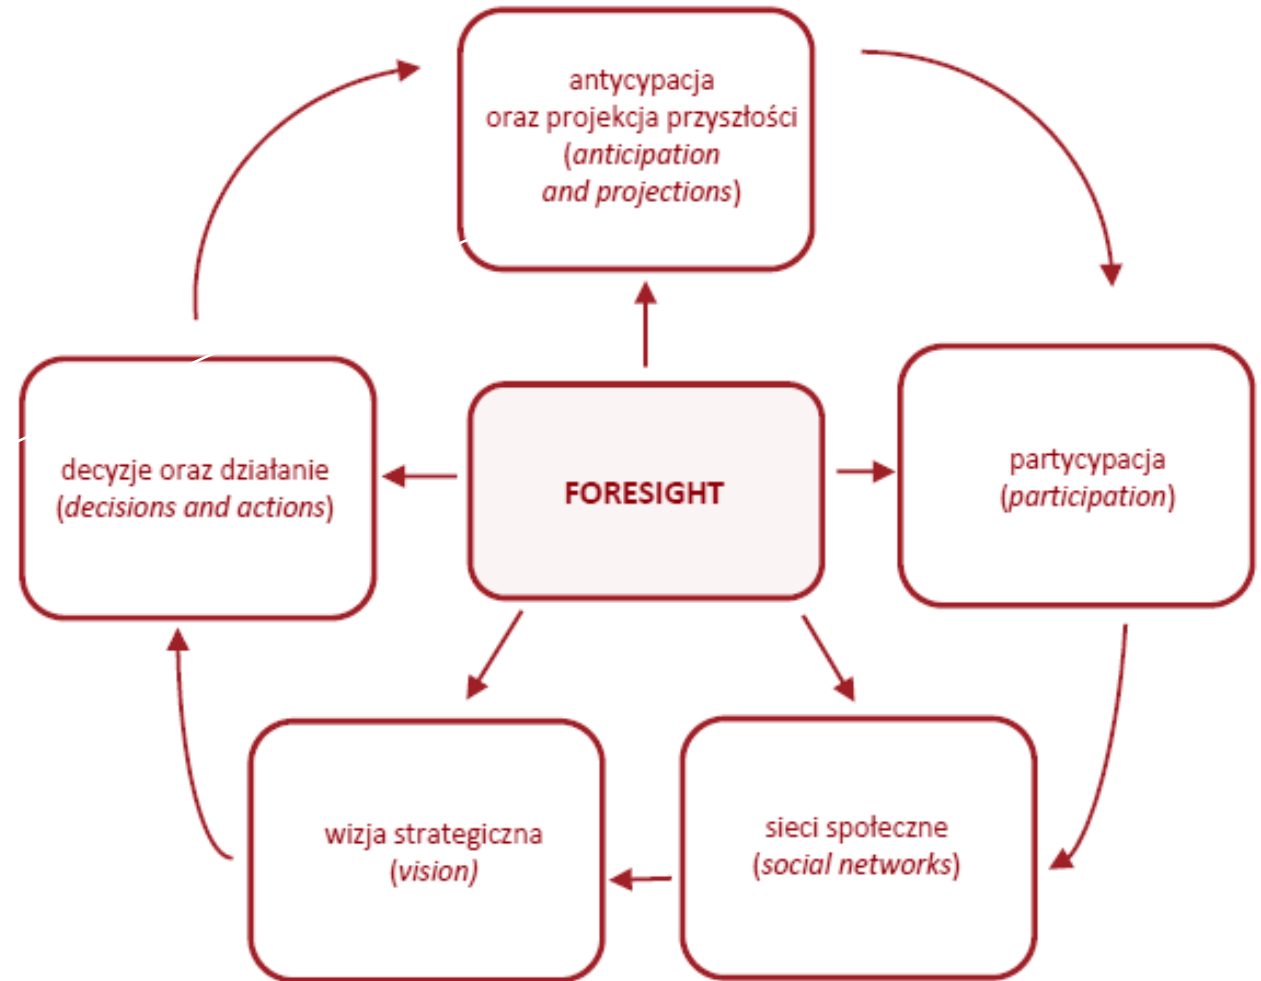 antycypacja
oraz projekcja przyszłości
(anticipation
and projections)
decyzje oraz działanie
(decisions and actions)
FORESIGHT
partycypacja
(participation)
wizja strategiczna
(vision)
sieci społeczne
(social networks)